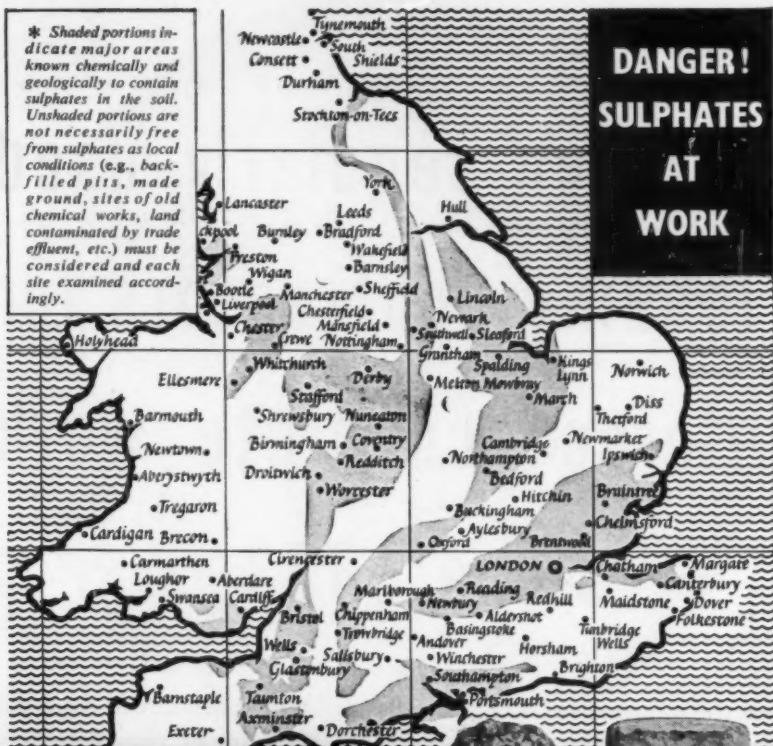 * Shaded portions in-
dicate major areas
known chemically and
geologically to contain
sulphates in the soil.
Unshaded portions are
not necessarily free
from sulphates as local
conditions (e.g., back-
filled pits, made
ground, sites of old
chemical works, land
contaminated by trade
effluent, etc.) must be
considered and each
site examined accord-
ingly.
DANGER!
SULPHATES
AT
WORK
Tynemouth
Newcastle
South
Shields
Consett
Durham
Stockton-on-Tees
York
Lancaster
Leeds
Hull
ckpool
Burnley
Bradford
Preston
Wakefield
Wigan
Barnsley
Bootle
Manchester
Sheffield
Lincoln
Liverpool
Chesterfield
Newark
Chester
Mansfield
Southwell
Sleaford
Holyhead
Crewe
Nottingham
Grantham
Spalding
Kings
Lynn
Norwich
Whitchurch
Ellesmere
Derby
Melton Mowbray
Stafford
March
Diss
Barmouth
Shrewsbury
Nuneaton
Thetford
Newtown
Birmingham
Coventry
Cambridge
Newmarket
Aberystwyth
Redditch
Northampton
Ipswich
Droitwich
Bedford
Worcester
Hitchin
Braintree
Tregaron
Buckingham
Cardigan
Brecon
Aylesbury
Chelmsford
Oxford
Brentwood
Carmarthen
Cirencester
LONDON
Chatham
Margate
Loughor
Aberdare
Marlborough
Reading
Canterbury
Swansea
Cardiff
Newbury
Redhill
Maidstone
Dover
Bristol
Chippenham
Aldershot
Folkestone
Trowbridge
Basingstoke
Tunbridge
Wells
Wells
Andover
Horsham
Salisbury
Winchester
Glastonbury
Southampton
Brighton
Barnstaple
Taunton
Portsmouth
Axminster
Exeter
Dorchester